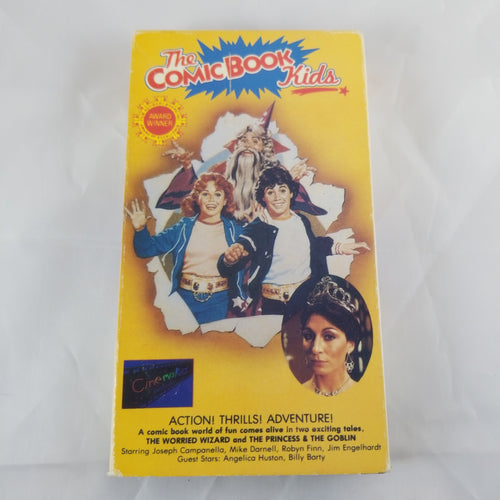 The
COMIC BOOK
Kids
AWARD
WINNER
Cinemakid
ACTION! THRILLS! ADVENTURE!
A comic book world of fun comes alive in two exciting tales,
THE WORRIED WIZARD and THE PRINCESS & THE GOBLIN
Starring Joseph Campanella, Mike Darnell, Robyn Finn, Jim Engelhardt
Guest Stars: Angelica Huston, Billy Barty